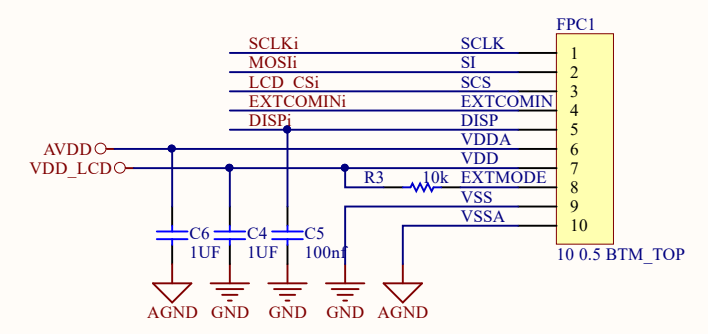 FPC1
SCLKi SCLK 1
MOSIi SI 2
LCD_CSi SCS 3
EXTCOMINi EXTCOMIN 4
DISPi DISP 5
AVDD VDDA 6
VDD_LCD VDD 7
R3 10k EXTMODE 8
VSS 9
VSSA 10
C6 C4 C5
1UF 1UF 100nf
10 0.5 BTM_TOP
AGND GND GND GND AGND